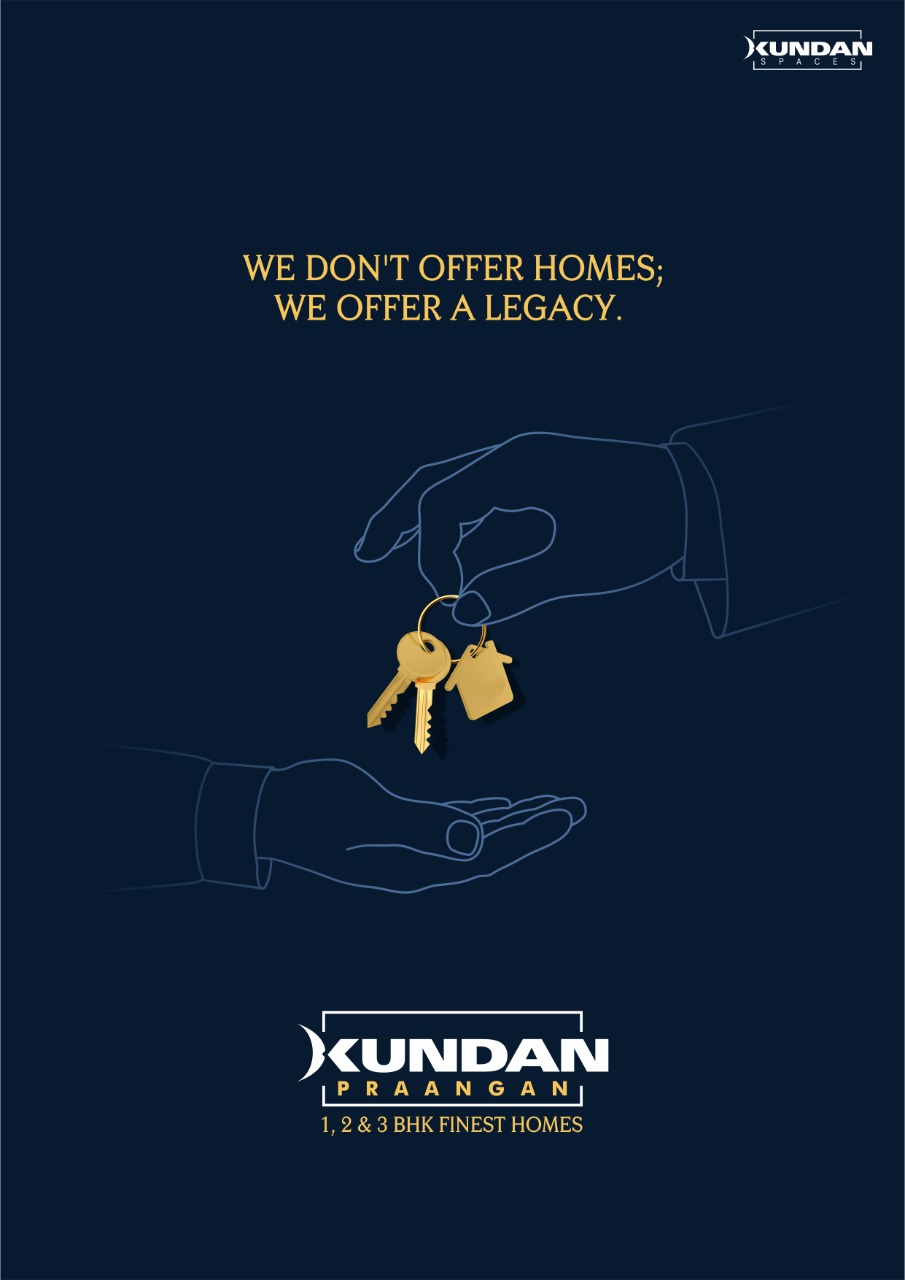 KUNDAN
SPACES
WE DON'T OFFER HOMES;
WE OFFER A LEGACY.
KUNDAN
PRAANGAN
1, 2 & 3 BHK FINEST HOMES